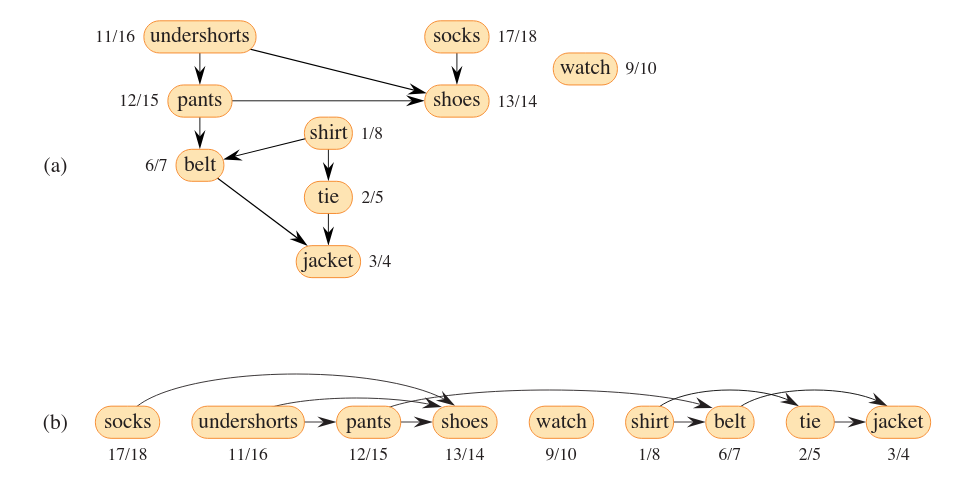 11/16 undershorts socks 17/18
watch 9/10
12/15 pants shoes 13/14
shirt 1/8
(a) 6/7 belt
tie 2/5
jacket 3/4
(b) socks undershorts pants shoes watch shirt belt tie jacket
17/18 11/16 12/15 13/14 9/10 1/8 6/7 2/5 3/4